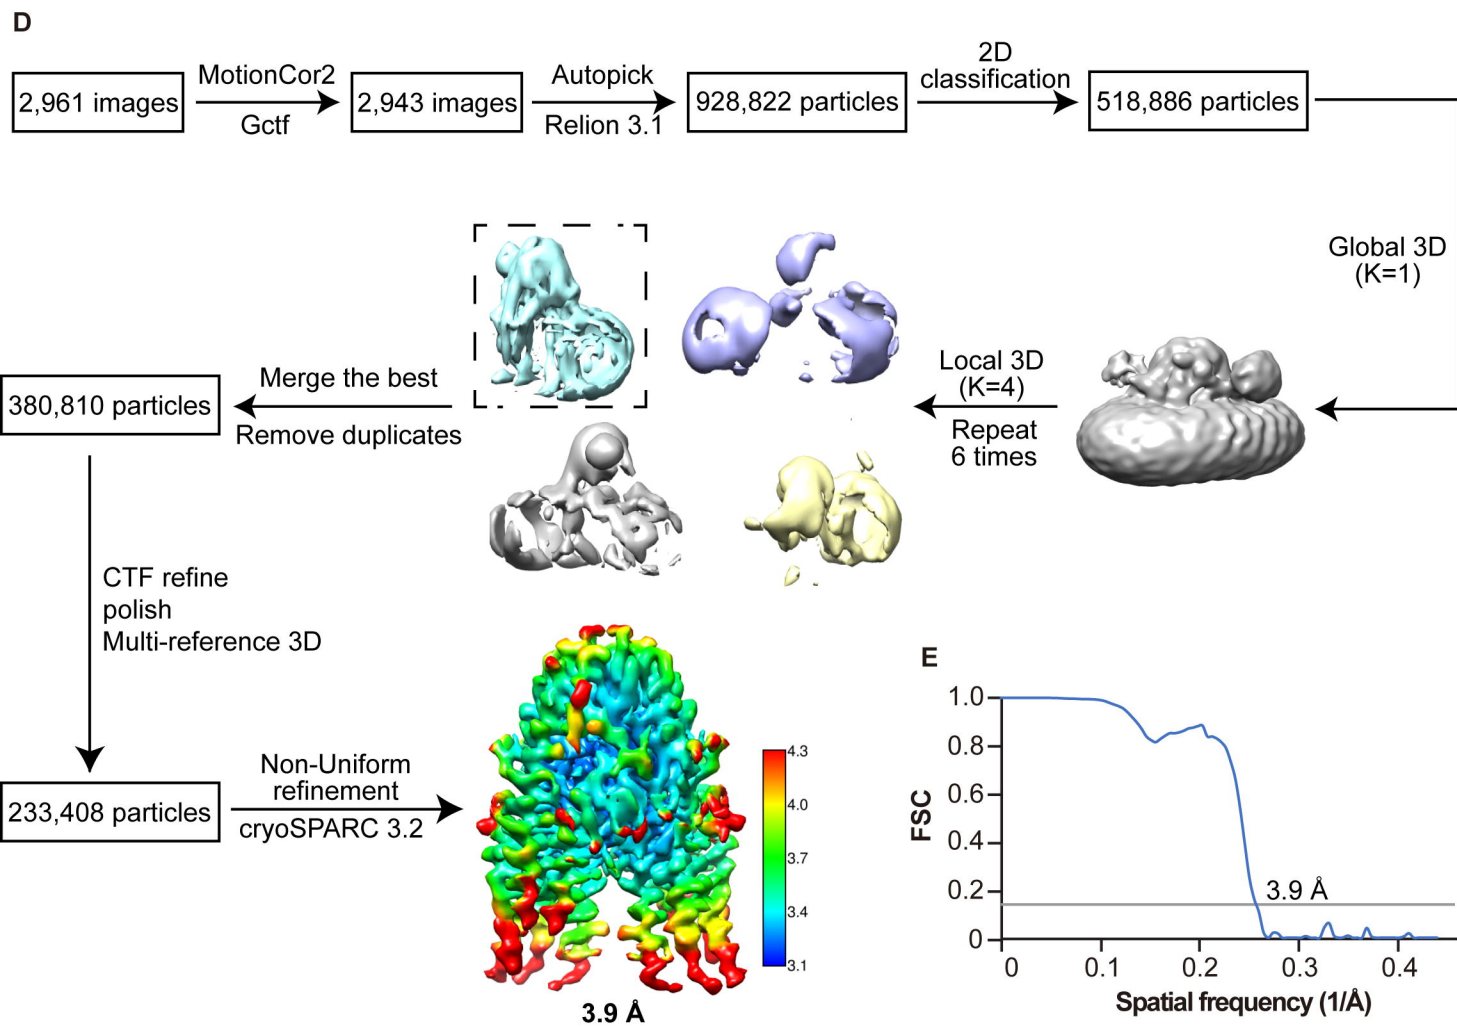 D
2,961 images
MotionCor2
Gctf
2,943 images
Autopick
Relion 3.1
928,822 particles
2D
classification
518,886 particles
Global 3D
(K=1)
Local 3D
(K=4)
Repeat
6 times
Merge the best
Remove duplicates
380,810 particles
CTF refine
polish
Multi-reference 3D
233,408 particles
Non-Uniform
refinement
cryoSPARC 3.2
4.3
4.0
3.7
3.4
3.1
3.9 Å
E
1.0
0.8
0.6
0.4
0.2
0
FSC
3.9 Å
0
0.1
0.2
0.3
0.4
Spatial frequency (1/Å)